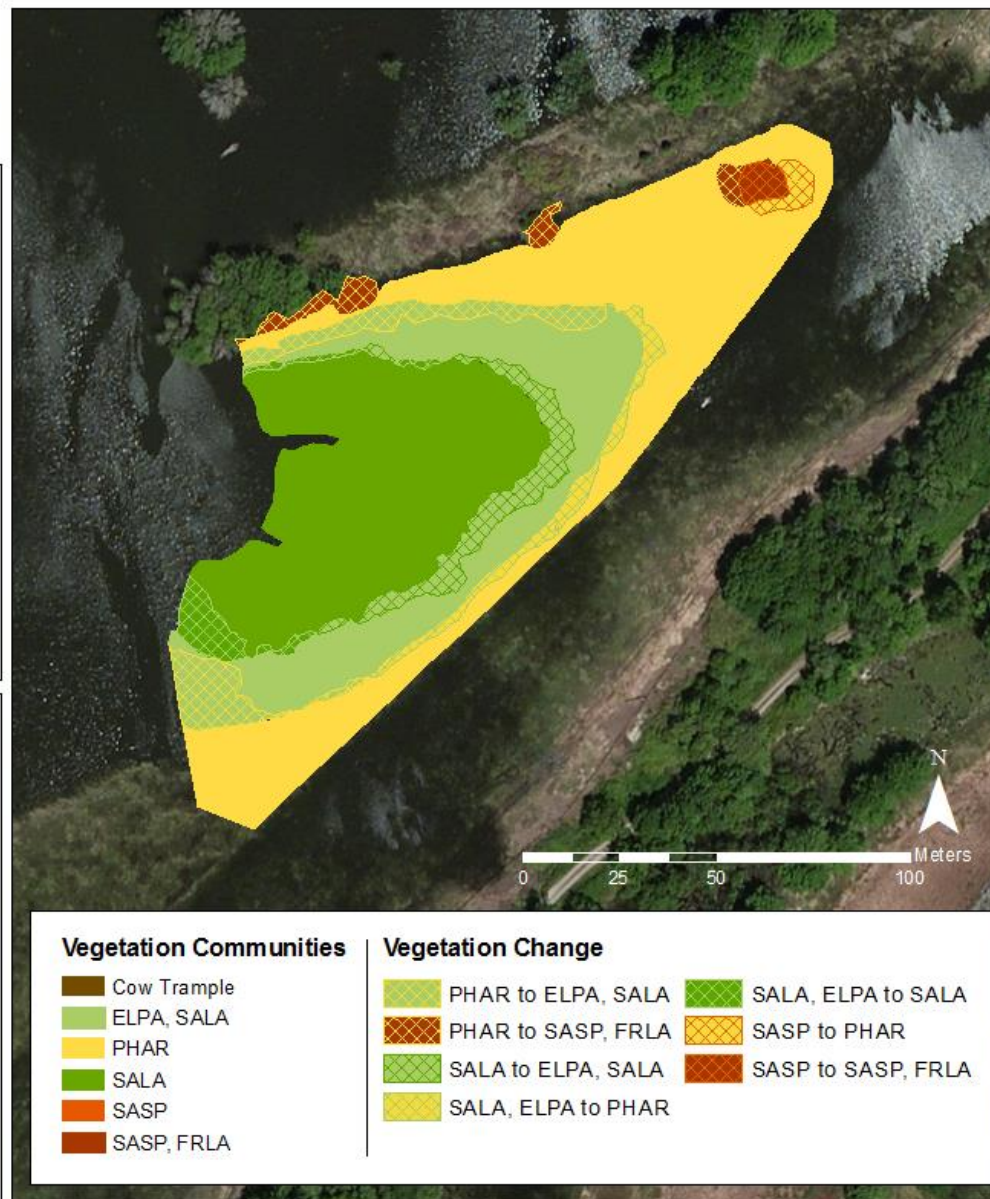 N
Meters
0 25 50 100
Vegetation Communities
Cow Trample
ELPA, SALA
PHAR
SALA
SASP
SASP, FRLA
Vegetation Change
PHAR to ELPA, SALA
PHAR to SASP, FRLA
SALA to ELPA, SALA
SALA, ELPA to PHAR
SALA, ELPA to SALA
SASP to PHAR
SASP to SASP, FRLA